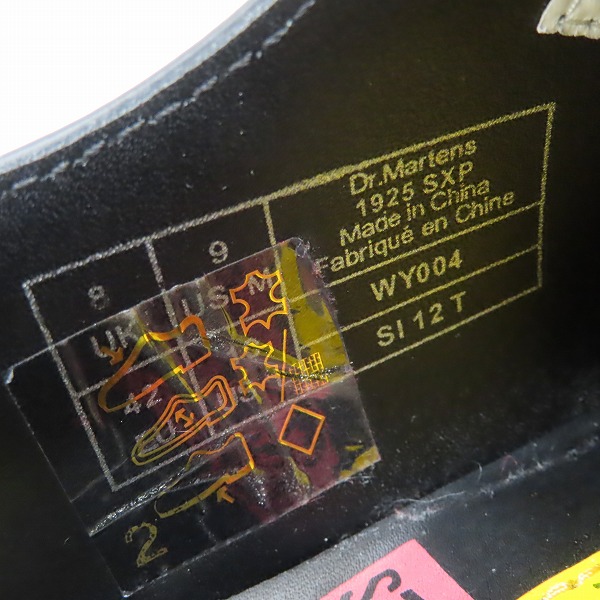 8
9
Dr.Martens
1925 SXP
Made in China
Fabriqué en Chine
UK
US M
WY004
42
SI 12 T
2